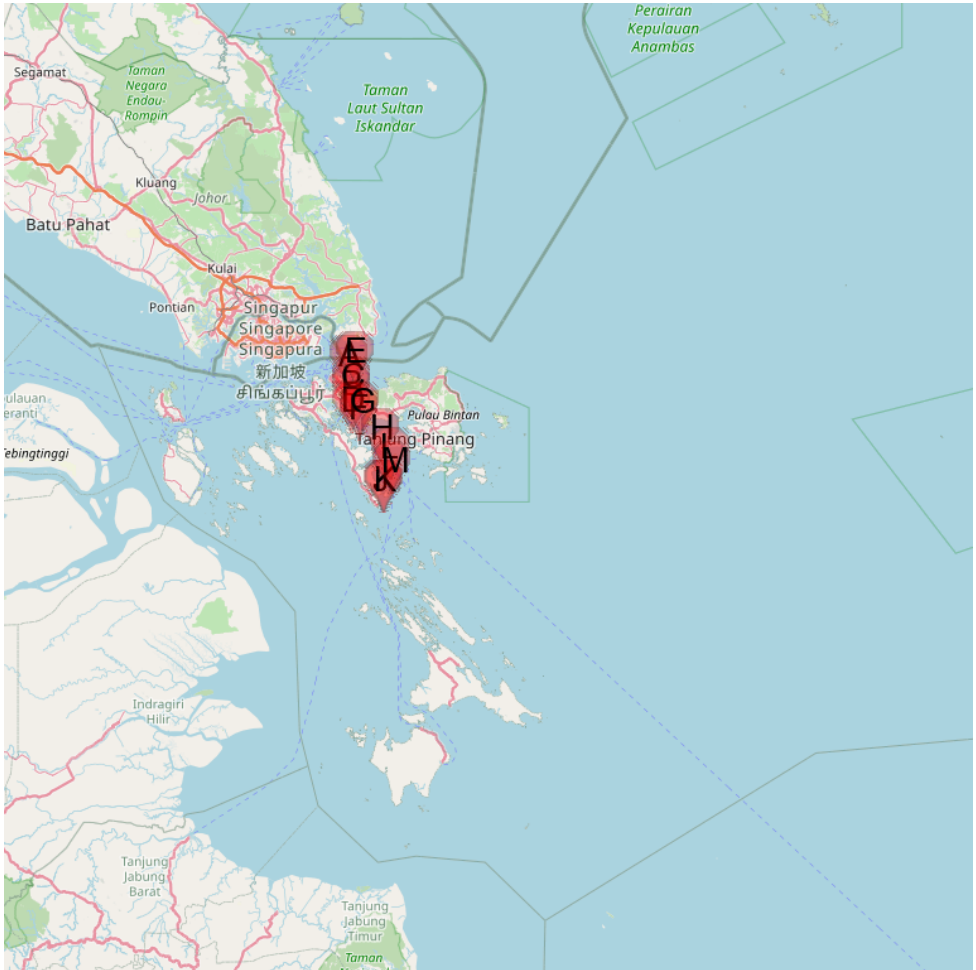 Perairan
Kepulauan
Anambas
Segamat
Taman
Negara
Endau-
Rompin
Taman
Laut Sultan
Iskandar
Kluang
Johor
Batu Pahat
Kulai
Pontian
Singapur
Singapore
Singapura
新加坡
சிங்கப்பூர்
A
E
C
G
H
Pulau Bintan
Tanjung Pinang
M
K
Tebingtinggi
Indragiri
Hilir
Tanjung
Jabung
Barat
Tanjung
Jabung
Timur
Taman